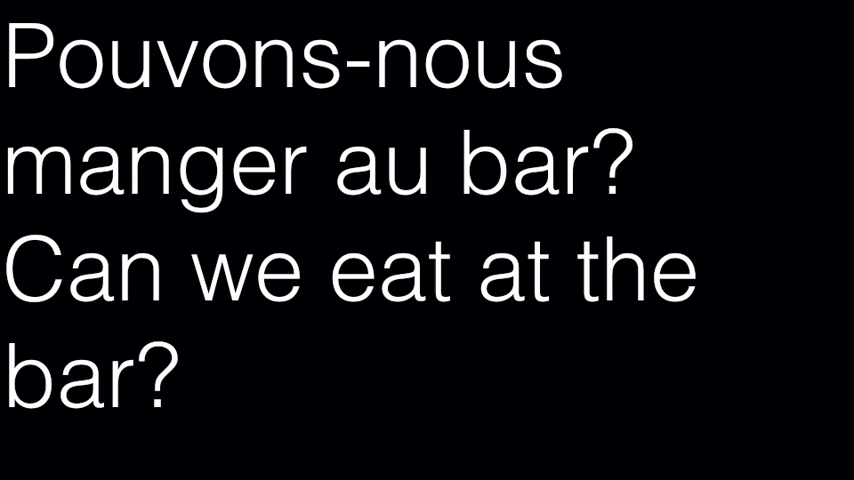 Pouvons-nous
manger au bar?
Can we eat at the
bar?